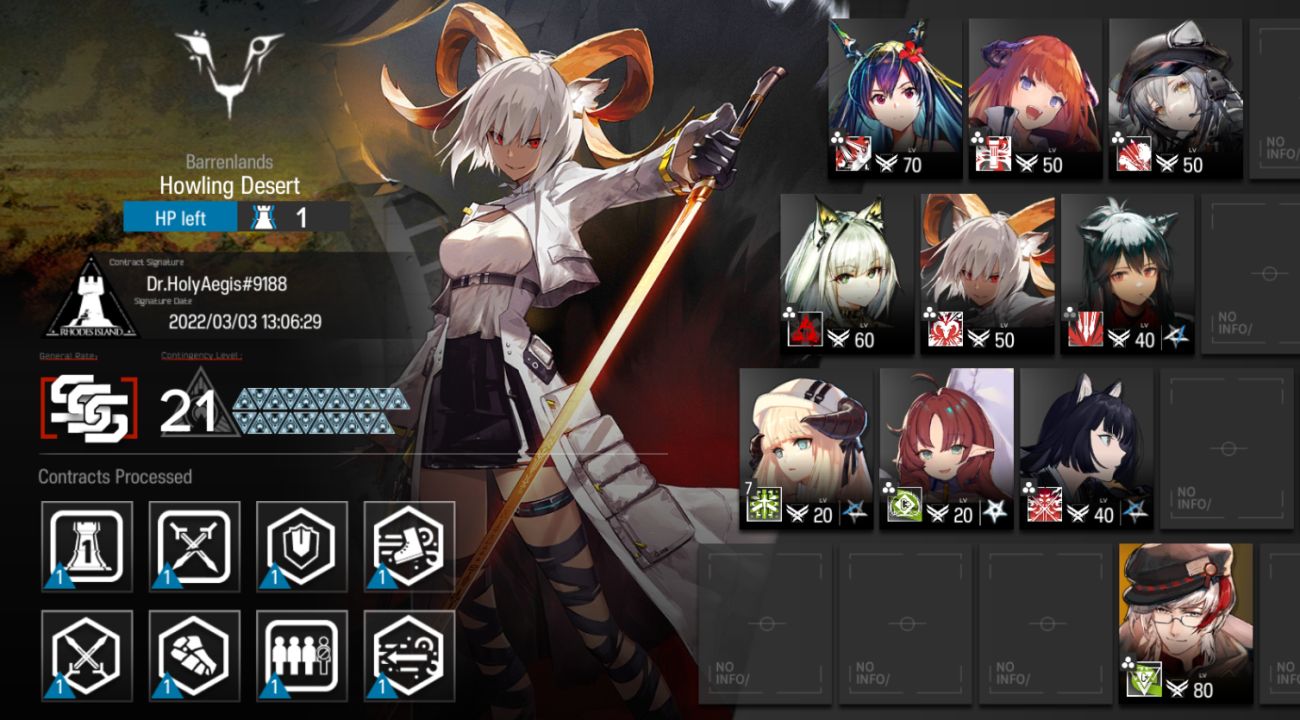 Barrenlands
Howling Desert
HP left 1
Contract Signature
Dr.HolyAegis#9188
Signature Date
2022/03/03 13:06:29
RHODES ISLAND
General Rate:
Contingency Level:
21
Contracts Processed
1
1 1 1 1
1 1 1 1
LV 70
LV 50
LV 50
NO INFO/
LV 60
LV 50
LV 40
NO INFO/
7
LV 20
LV 20
LV 40
NO INFO/
NO INFO/
NO INFO/
NO INFO/
LV 80
NO INFO/